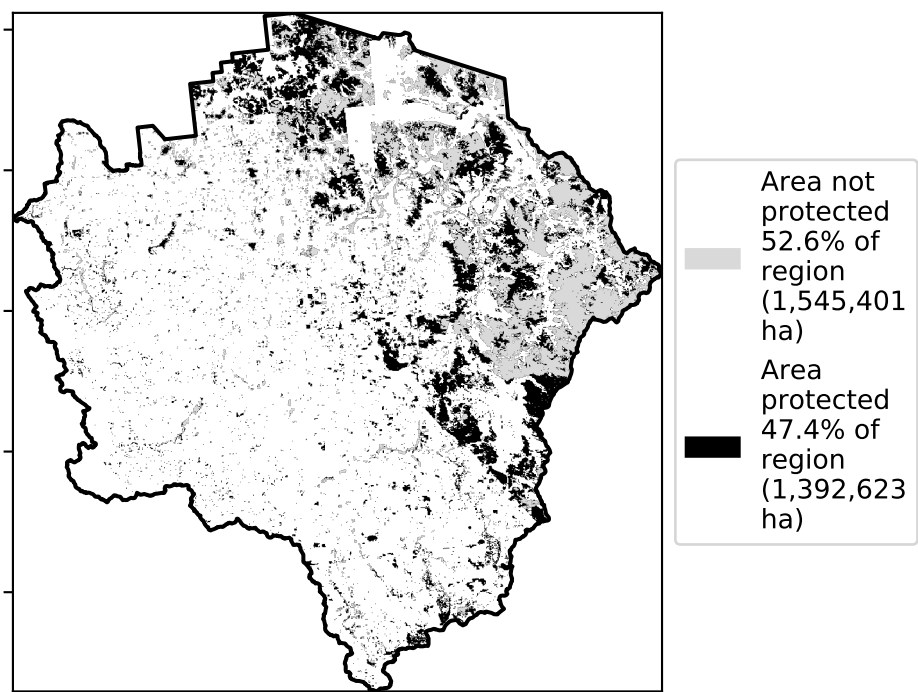 Area not
protected
52.6% of
region
(1,545,401
ha)
Area
protected
47.4% of
region
(1,392,623
ha)